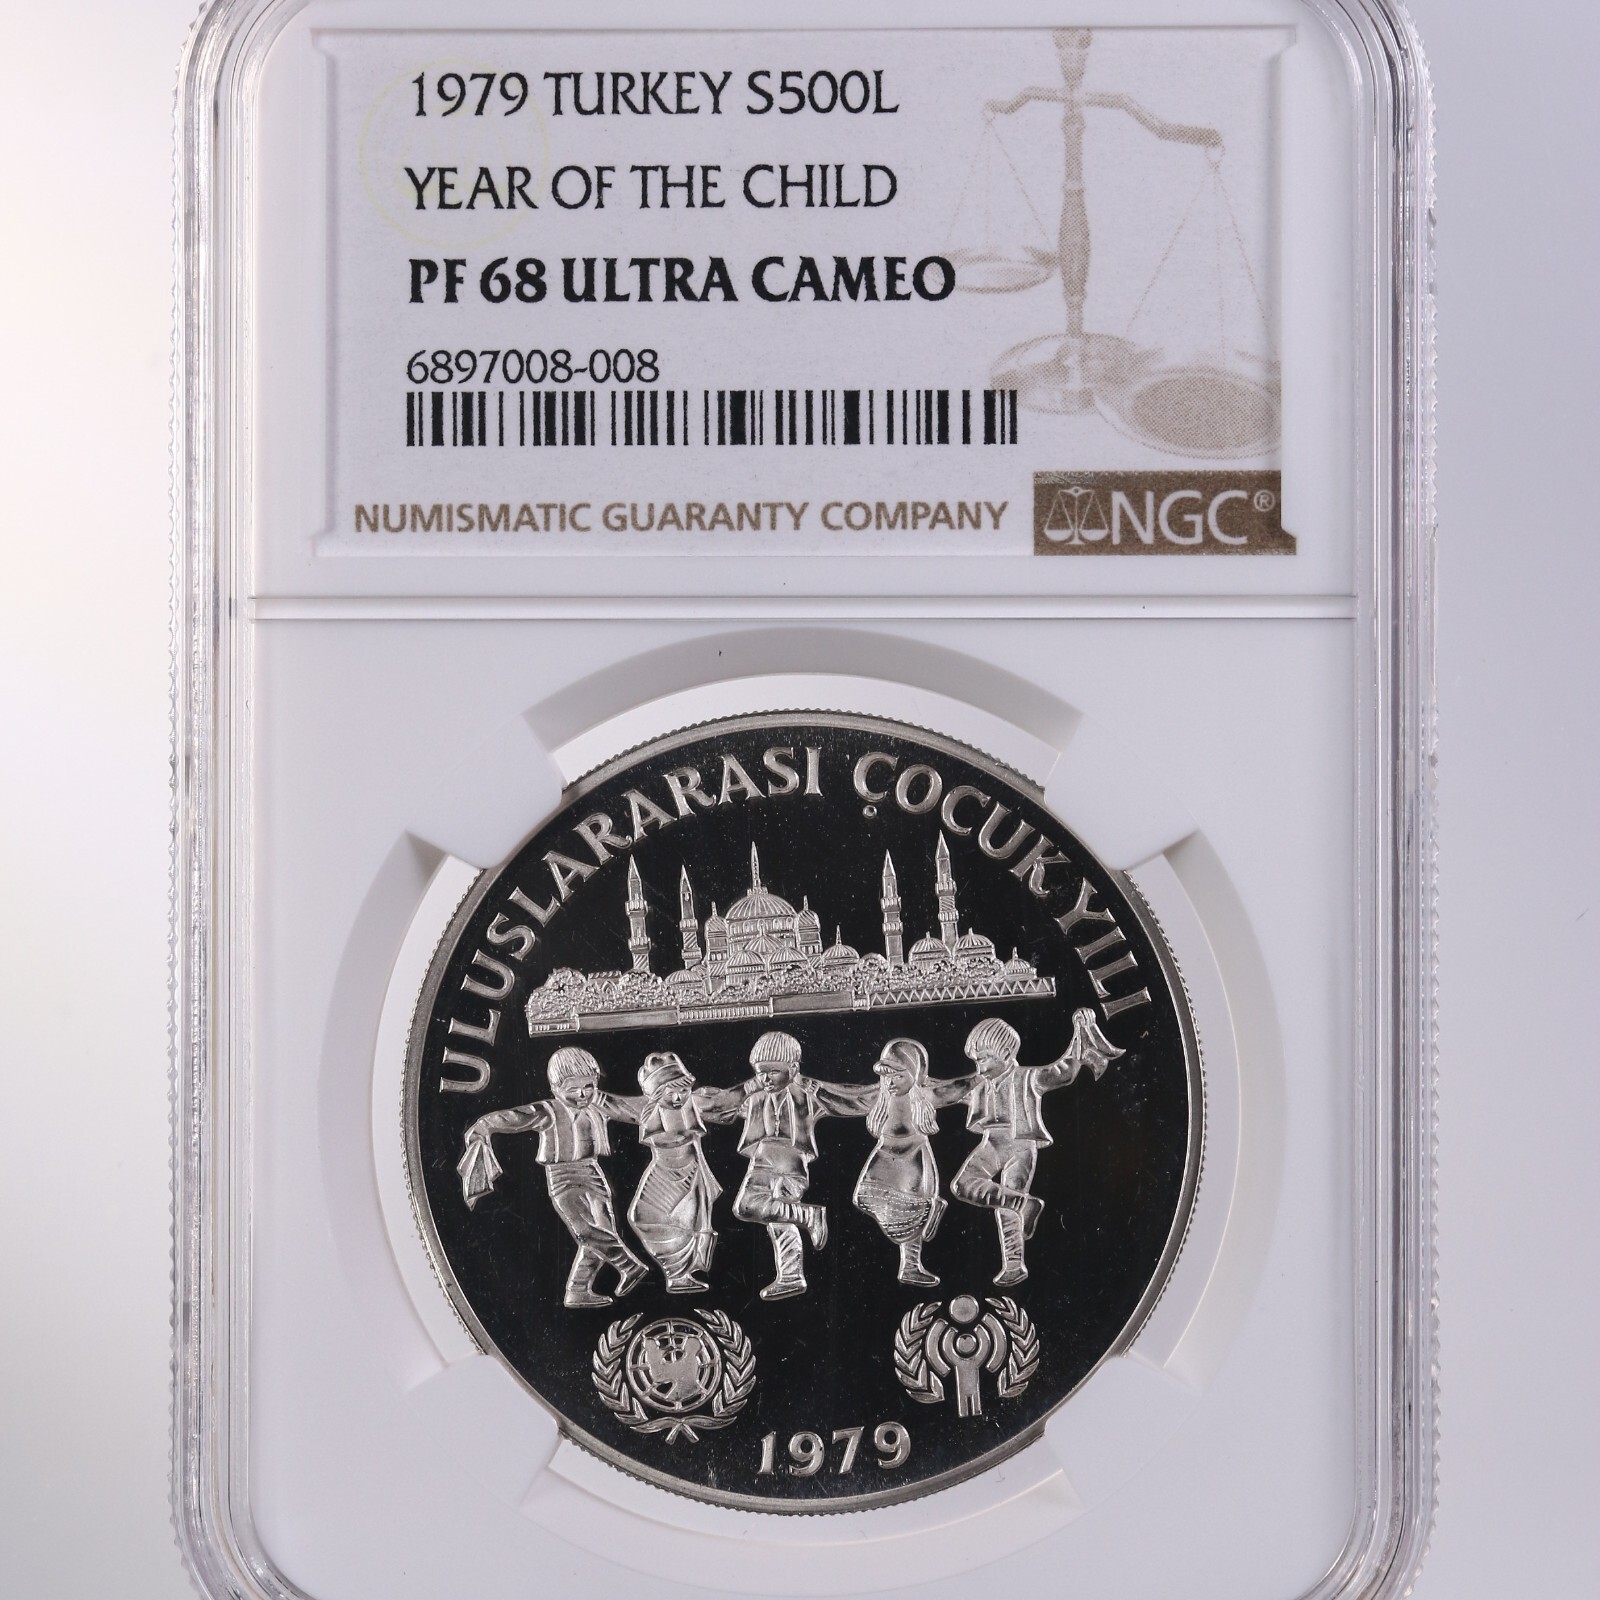 1979 TURKEY S500L
YEAR OF THE CHILD
PF 68 ULTRA CAMEO
6897008-008
NUMISMATIC GUARANTY COMPANY
NGC®
ULUSLARARASI ÇOCUK YILI
1979